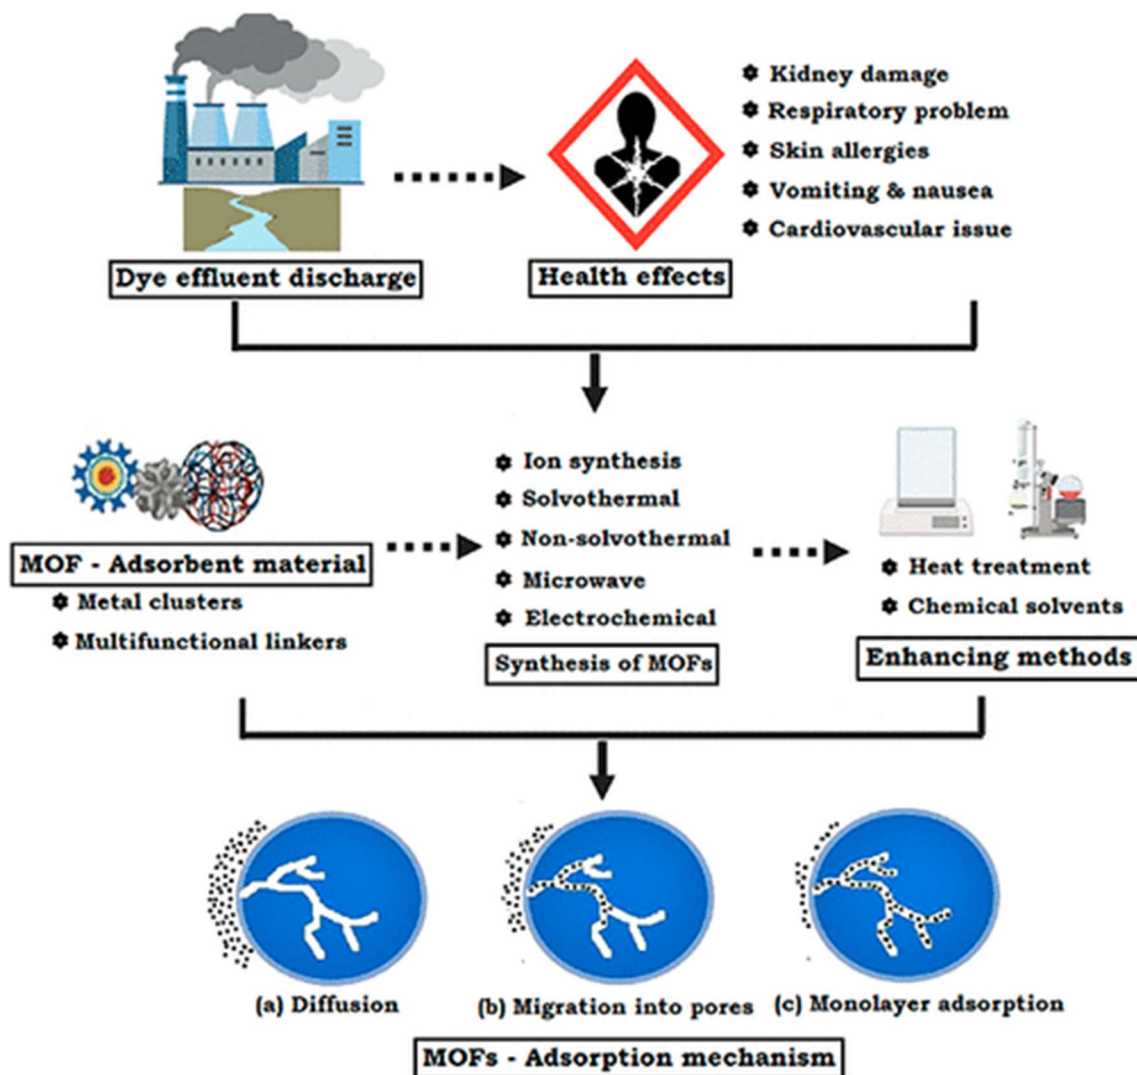 Kidney damage
Respiratory problem
Skin allergies
Vomiting & nausea
Cardiovascular issue
Dye effluent discharge
Health effects
MOF - Adsorbent material
Metal clusters
Multifunctional linkers
Ion synthesis
Solvothermal
Non-solvothermal
Microwave
Electrochemical
Synthesis of MOFs
Heat treatment
Chemical solvents
Enhancing methods
(a) Diffusion
(b) Migration into pores
(c) Monolayer adsorption
MOFs - Adsorption mechanism